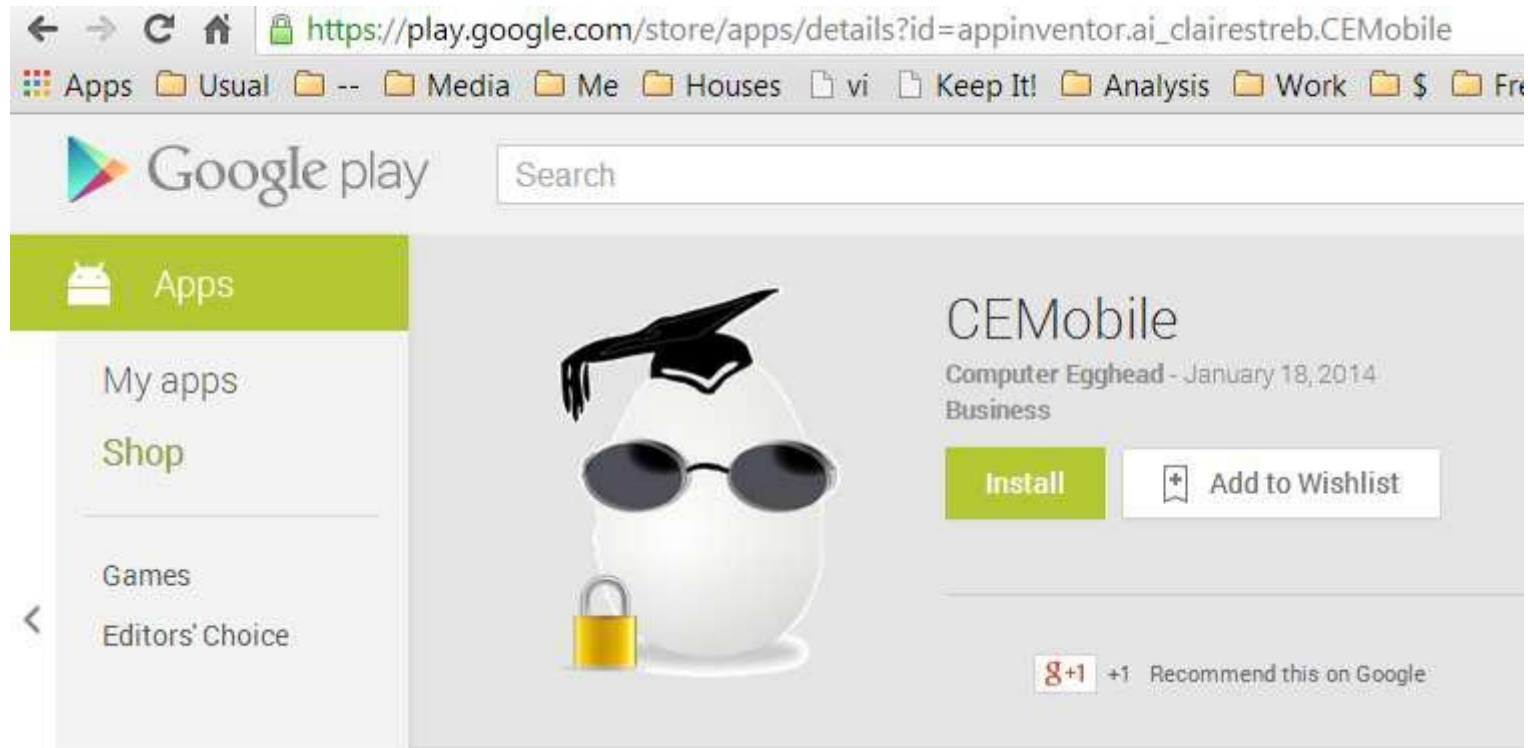 https://play.google.com/store/apps/details?id=appinventor.ai_clairestreb.CEMobile
Apps Usual -- Media Me Houses vi Keep It! Analysis Work $ Fre
Google play Search
Apps
My apps
Shop
Games
Editors' Choice
CEMobile
Computer Egghead - January 18, 2014
Business
Install Add to Wishlist
g+1 +1 Recommend this on Google